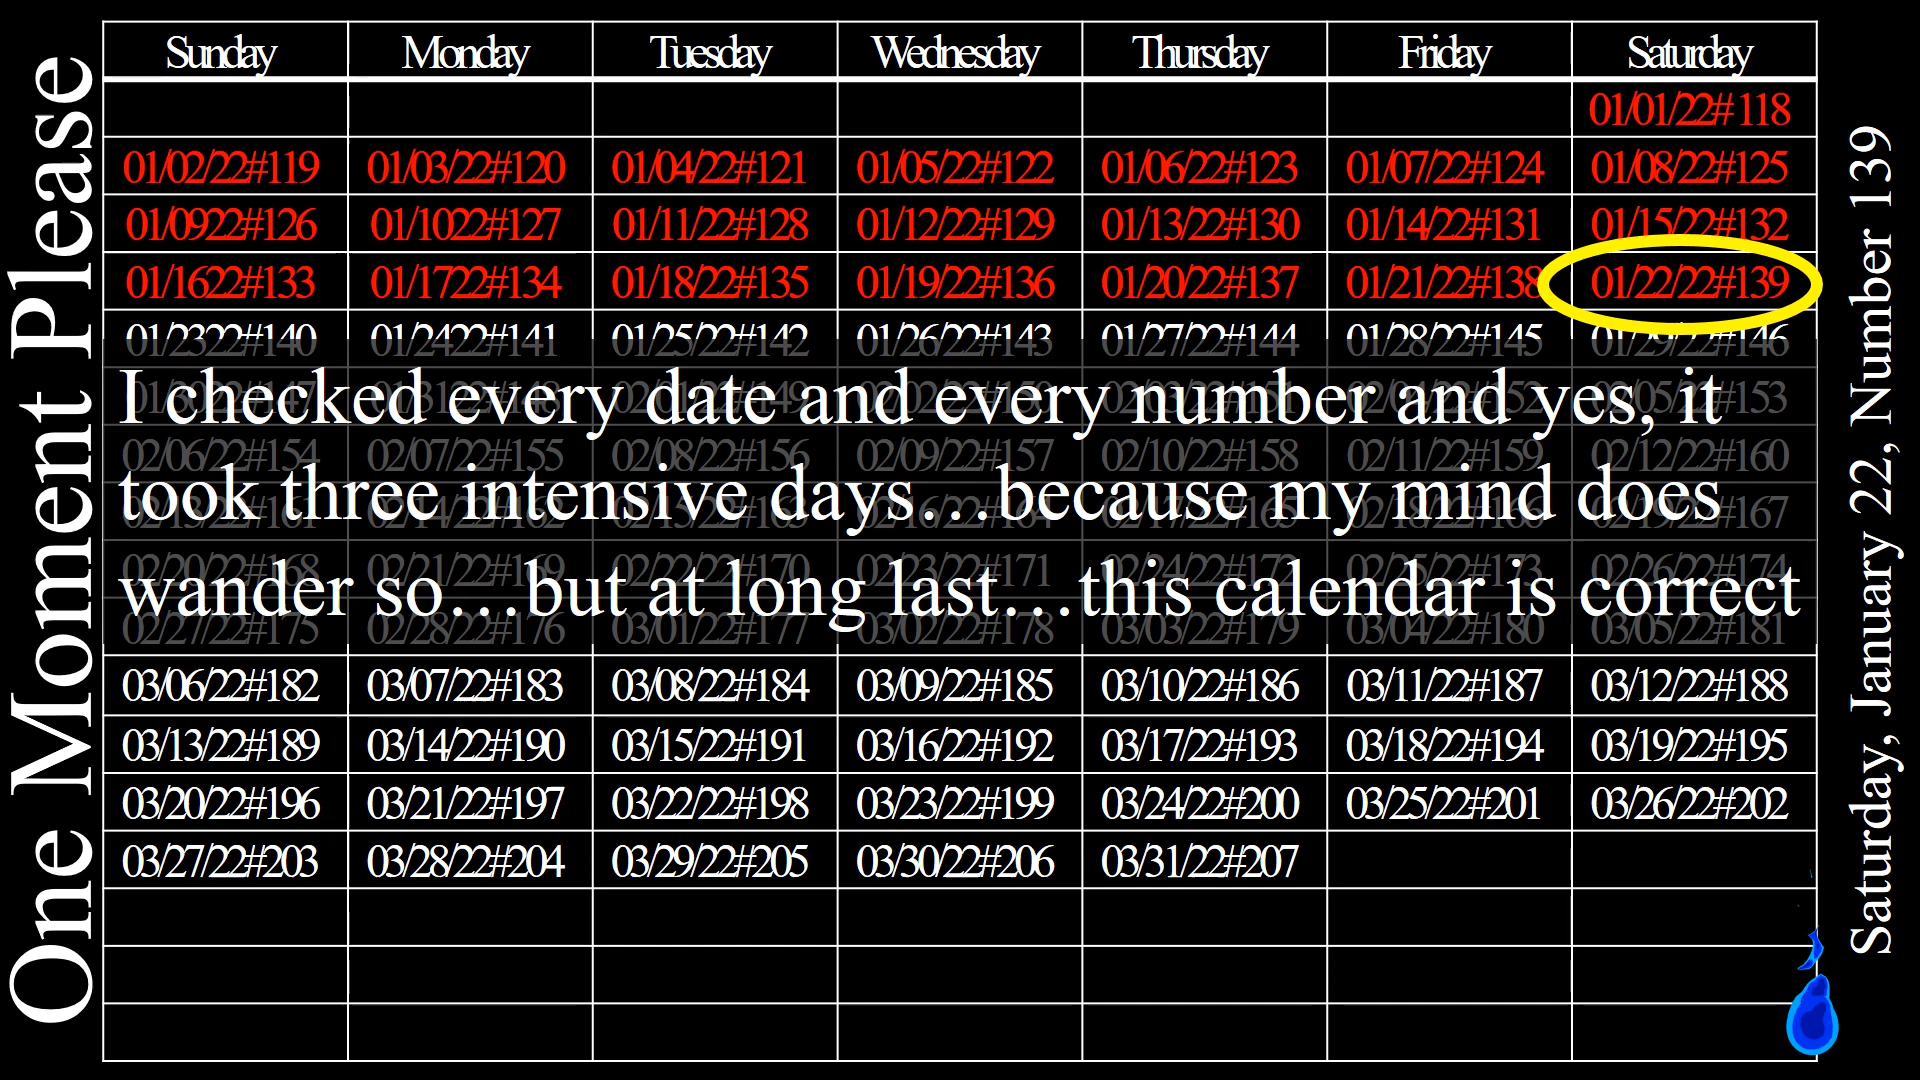 One Moment Please
Sunday Monday Tuesday Wednesday Thursday Friday Saturday
01/01/22#118
01/02/22#119 01/03/22#120 01/04/22#121 01/05/22#122 01/06/22#123 01/07/22#124 01/08/22#125
01/0922#126 01/1022#127 01/11/22#128 01/12/22#129 01/13/22#130 01/14/22#131 01/15/22#132
01/1622#133 01/1722#134 01/18/22#135 01/19/22#136 01/20/22#137 01/21/22#138 01/22/22#139
01/2322#140 01/2422#141 01/25/22#142 01/26/22#143 01/27/22#144 01/28/22#145 01/29/22#146
I checked every date and every number and yes, it
02/06/22#154 02/07/22#155 02/08/22#156 02/09/22#157 02/10/22#158 02/11/22#159 02/12/22#160
took three intensive days…because my mind does
wander so…but at long last…this calendar is correct
02/27/22#175 02/28/22#176 03/01/22#177 03/02/22#178 03/03/22#179 03/04/22#180 03/05/22#181
03/06/22#182 03/07/22#183 03/08/22#184 03/09/22#185 03/10/22#186 03/11/22#187 03/12/22#188
03/13/22#189 03/14/22#190 03/15/22#191 03/16/22#192 03/17/22#193 03/18/22#194 03/19/22#195
03/20/22#196 03/21/22#197 03/22/22#198 03/23/22#199 03/24/22#200 03/25/22#201 03/26/22#202
03/27/22#203 03/28/22#204 03/29/22#205 03/30/22#206 03/31/22#207
Saturday, January 22, Number 139